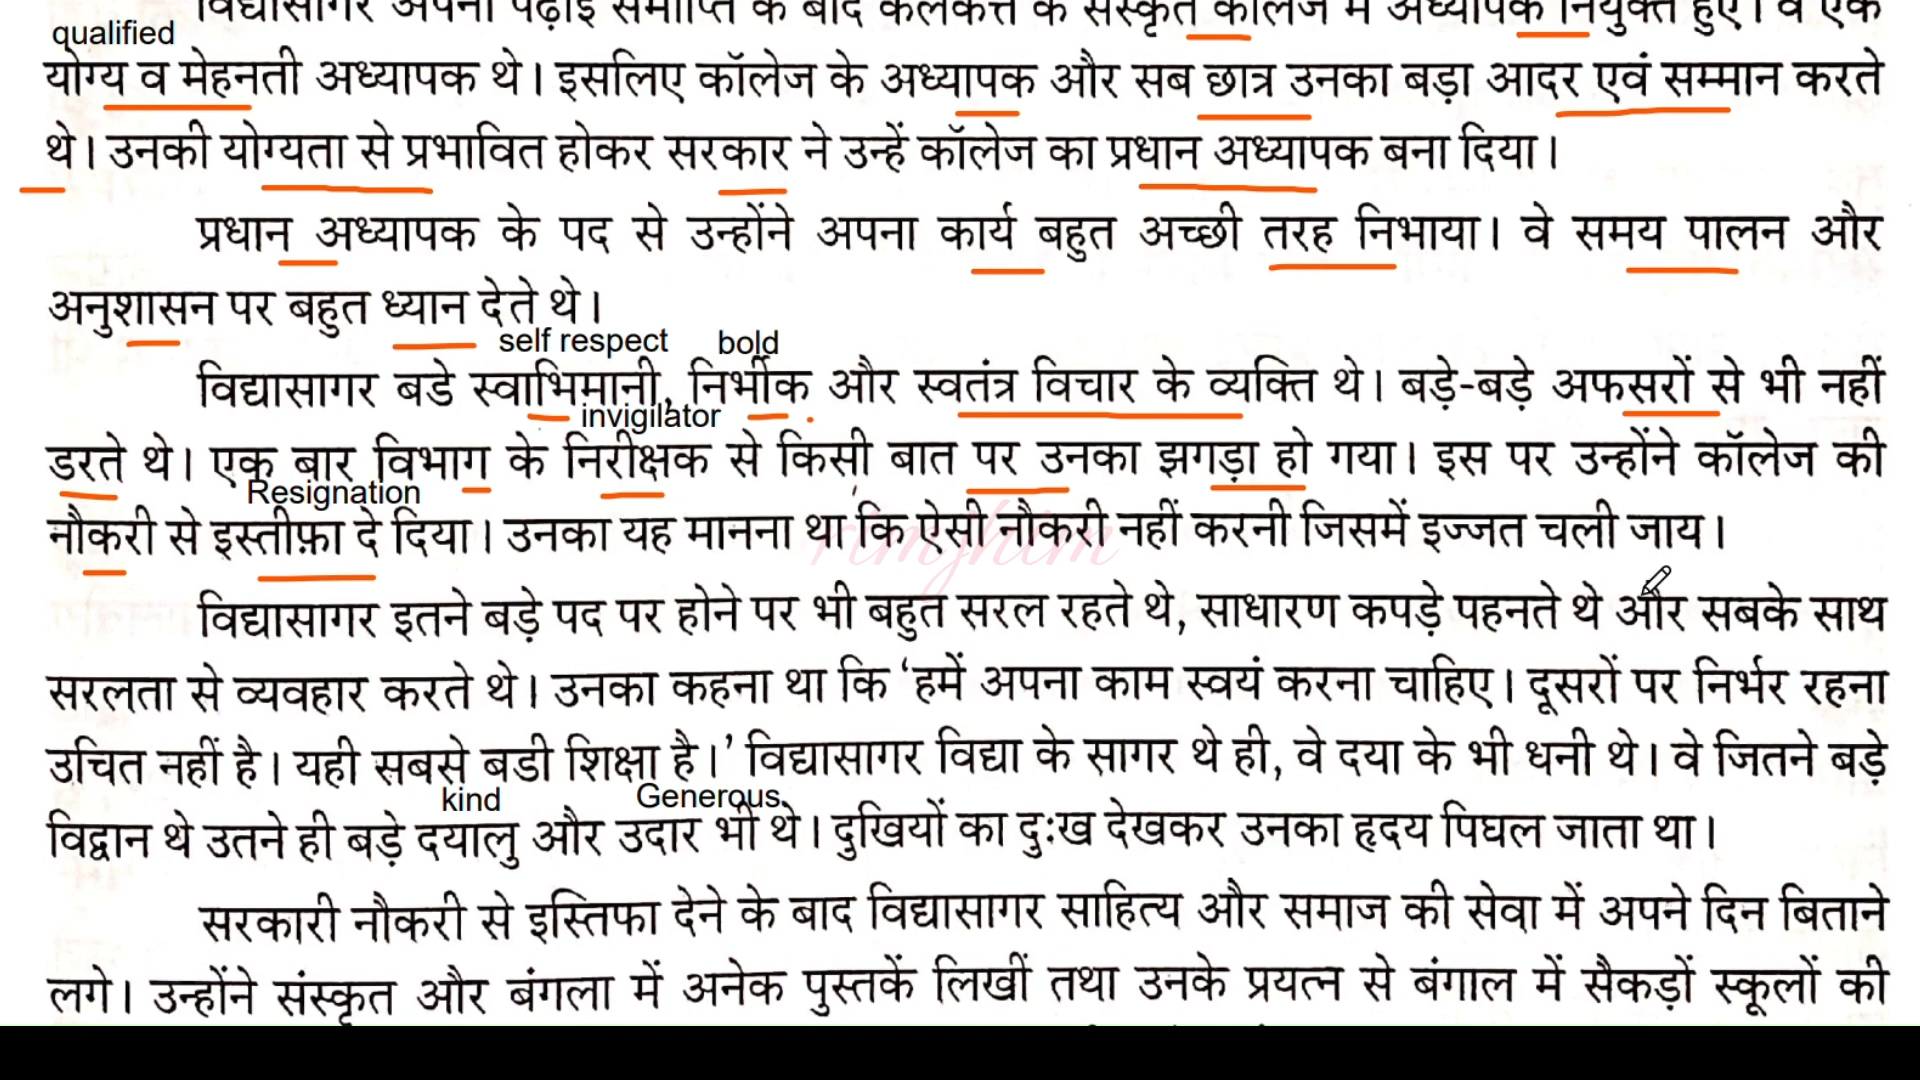 विद्यासागर अपनी पढ़ाई समाप्ति के बाद कलकत्ते के संस्कृत कॉलेज में अध्यापक नियुक्त हुए। वे एक
qualified
योग्य व मेहनती अध्यापक थे। इसलिए कॉलेज के अध्यापक और सब छात्र उनका बड़ा आदर एवं सम्मान करते
थे। उनकी योग्यता से प्रभावित होकर सरकार ने उन्हें कॉलेज का प्रधान अध्यापक बना दिया।
प्रधान अध्यापक के पद से उन्होंने अपना कार्य बहुत अच्छी तरह निभाया। वे समय पालन और
अनुशासन पर बहुत ध्यान देते थे।
self respect bold
विद्यासागर बडे स्वाभिमानी, निर्भीक और स्वतंत्र विचार के व्यक्ति थे। बड़े-बड़े अफसरों से भी नहीं
invigilator
डरते थे। एक बार विभाग के निरीक्षक से किसी बात पर उनका झगड़ा हो गया। इस पर उन्होंने कॉलेज की
Resignation
नौकरी से इस्तीफ़ा दे दिया। उनका यह मानना था कि ऐसी नौकरी नहीं करनी जिसमें इज्जत चली जाय।
rimjhim
विद्यासागर इतने बड़े पद पर होने पर भी बहुत सरल रहते थे, साधारण कपड़े पहनते थे और सबके साथ
सरलता से व्यवहार करते थे। उनका कहना था कि ‘हमें अपना काम स्वयं करना चाहिए। दूसरों पर निर्भर रहना
उचित नहीं है। यही सबसे बडी शिक्षा है।’ विद्यासागर विद्या के सागर थे ही, वे दया के भी धनी थे। वे जितने बड़े
kind Generous
विद्वान थे उतने ही बड़े दयालु और उदार भी थे। दुखियों का दुःख देखकर उनका हृदय पिघल जाता था।
सरकारी नौकरी से इस्तिफा देने के बाद विद्यासागर साहित्य और समाज की सेवा में अपने दिन बिताने
लगे। उन्होंने संस्कृत और बंगला में अनेक पुस्तकें लिखीं तथा उनके प्रयत्न से बंगाल में सैकड़ों स्कूलों की